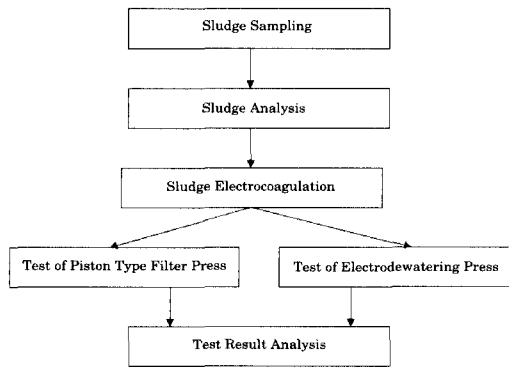 Sludge Sampling
Sludge Analysis
Sludge Electrocoagulation
Test of Piston Type Filter Press
Test of Electrodewatering Press
Test Result Analysis